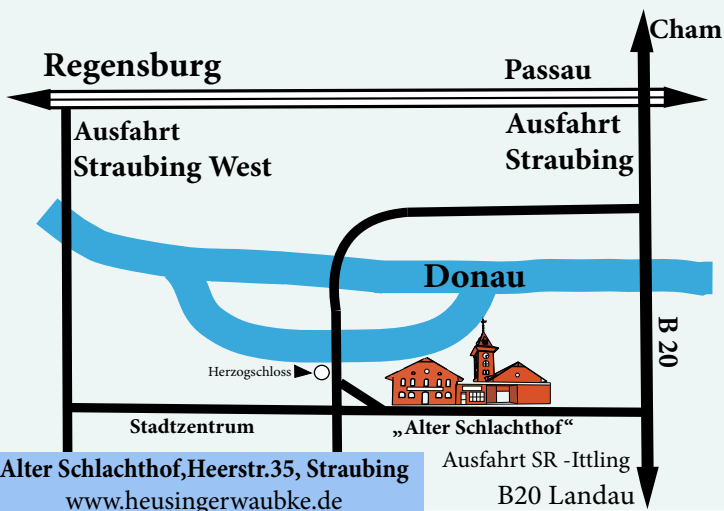 Cham
Regensburg
Passau
Ausfahrt
Straubing West
Ausfahrt
Straubing
Donau
B 20
Herzogschloss
Stadtzentrum
„Alter Schlachthof“
Alter Schlachthof,Heerstr.35, Straubing
www.heusingerwaubke.de
Ausfahrt SR -Ittling
B20 Landau